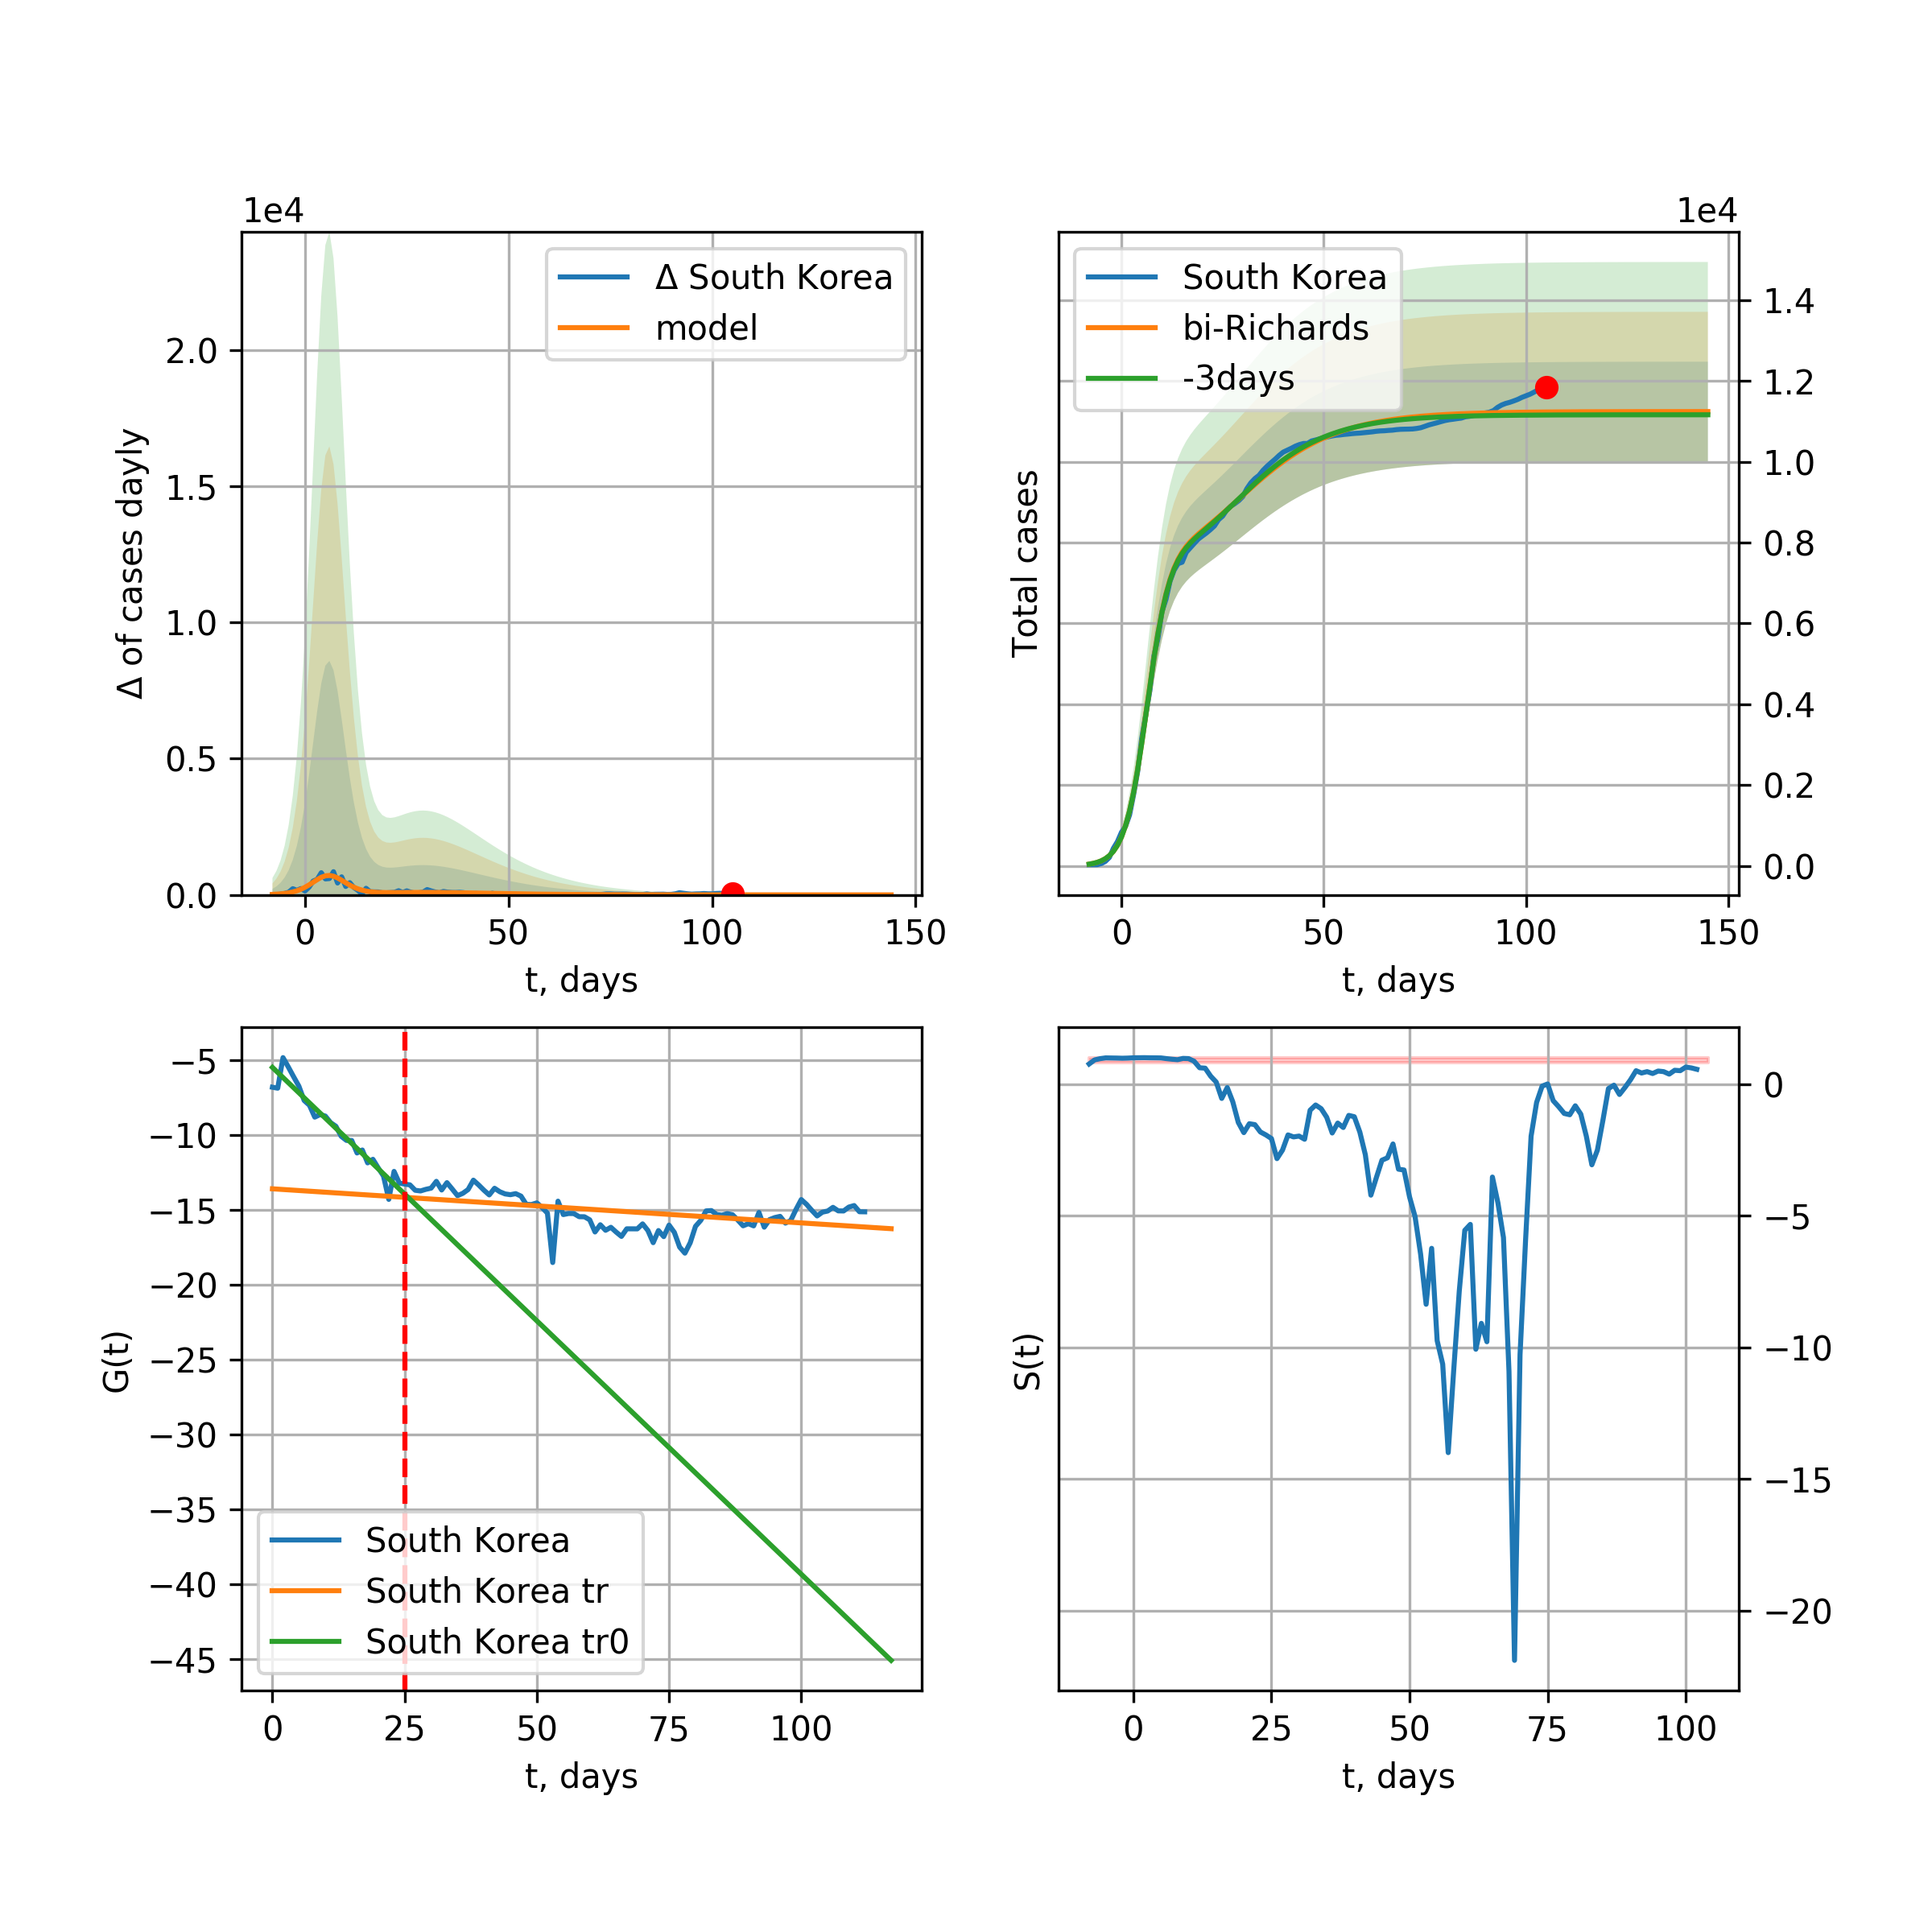 1e4
Δ of cases dayly
2.0
1.5
1.0
0.5
0.0
Δ South Korea
model
0 50 100 150
t, days
1e4
Total cases
South Korea
bi-Richards
-3days
1.4
1.2
1.0
0.8
0.6
0.4
0.2
0.0
0 50 100 150
t, days
G(t)
−5
−10
−15
−20
−25
−30
−35
−40
−45
South Korea
South Korea tr
South Korea tr0
0 25 50 75 100
t, days
S(t)
0
−5
−10
−15
−20
0 25 50 75 100
t, days